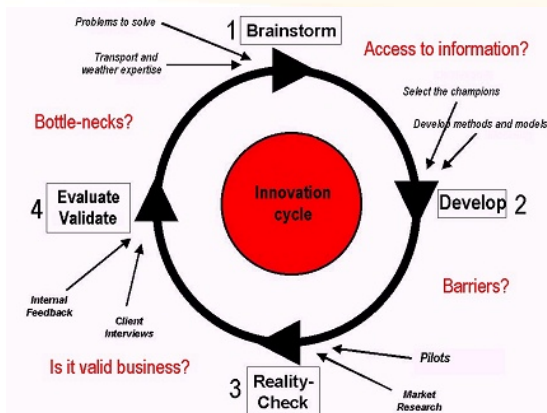 Problems to solve
1 Brainstorm
Transport and
weather expertise
Access to information?
Select the champions
Develop methods and models
Bottle-necks?
4 Evaluate
Validate
Innovation
cycle
Develop 2
Internal
Feedback
Client
Interviews
Barriers?
Is it valid business?
3 Reality-
Check
Pilots
Market
Research